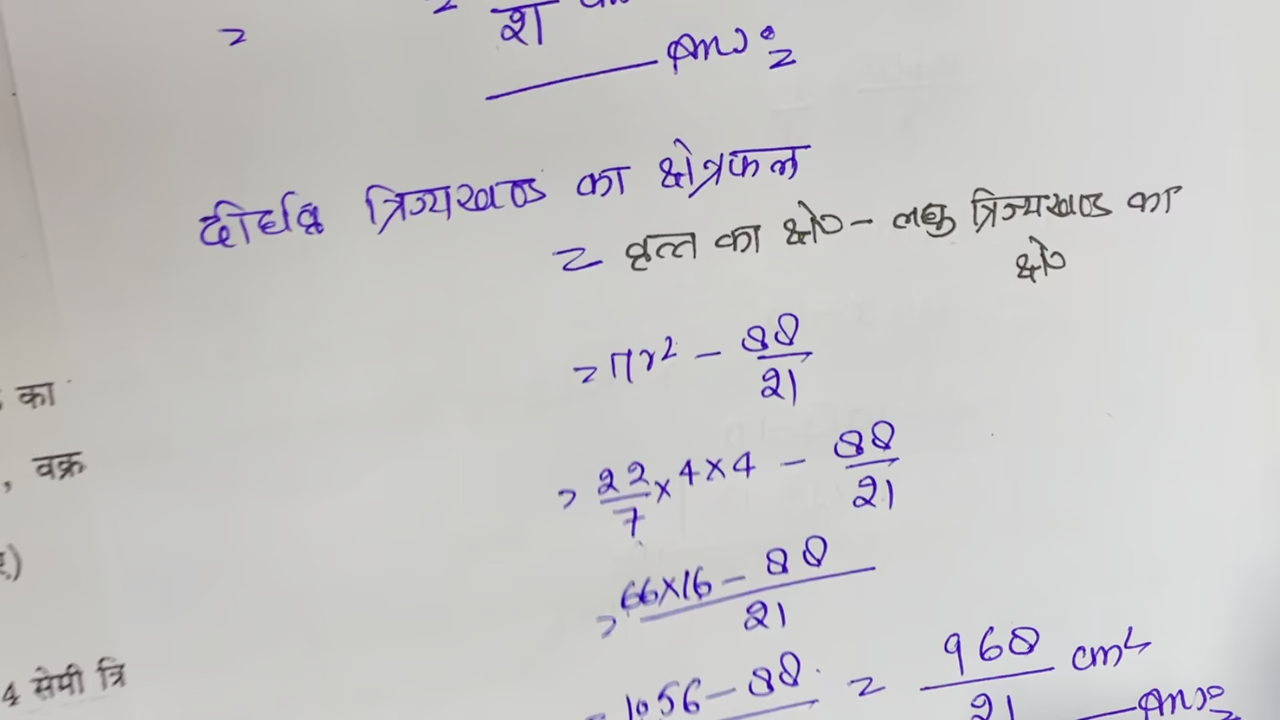 =
21
Ans:
दीर्घ त्रिज्यखण्ड का क्षेत्रफल
= वृत्त का क्षे० - लघु त्रिज्यखण्ड का
क्षे०
= πr² - 88/21
= 22/7 × 4 × 4 - 88/21
= 66×16 - 88 / 21
= 1056 - 88 = 968/21 cm²
Ans:
का
, वक्र
4 सेमी त्रि